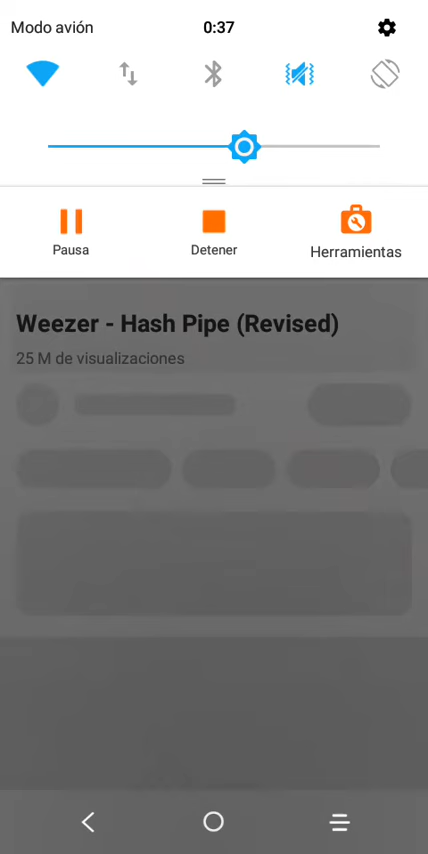 Modo avión
0:37
Pausa
Detener
Herramientas
Weezer - Hash Pipe (Revised)
25 M de visualizaciones